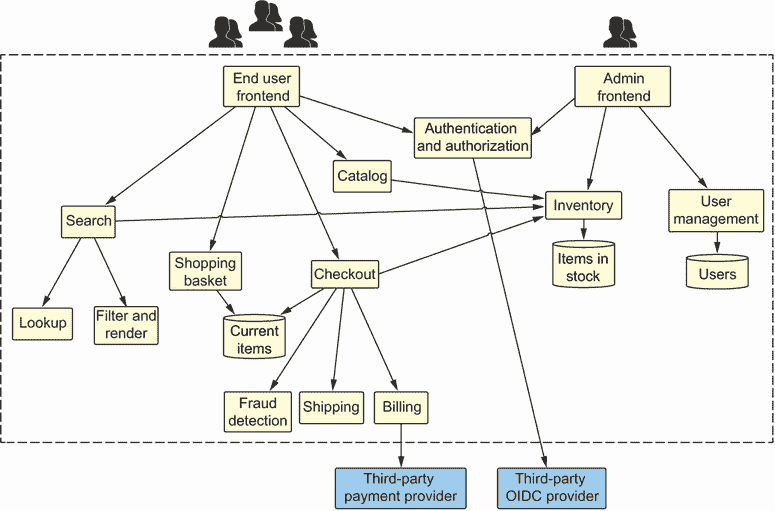 End user
frontend
Admin
frontend
Authentication
and authorization
Catalog
Search
Inventory
User
management
Shopping
basket
Checkout
Items in
stock
Users
Lookup
Filter and
render
Current
items
Fraud
detection
Shipping
Billing
Third-party
payment provider
Third-party
OIDC provider